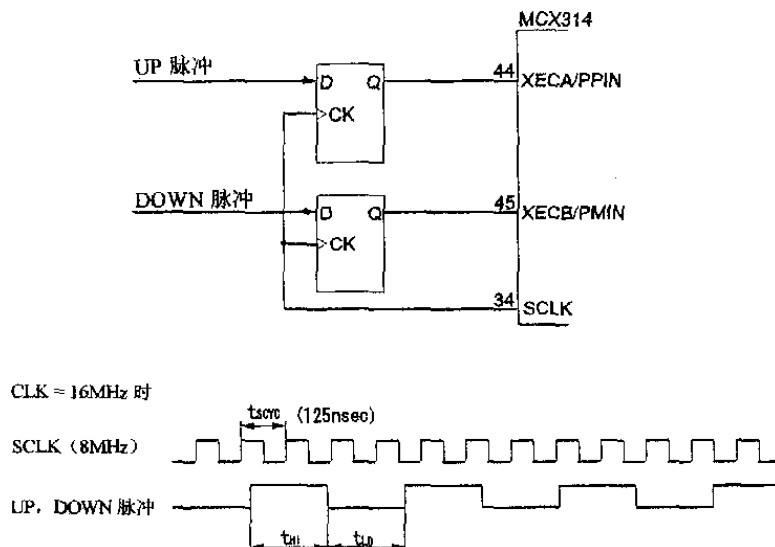 MCX314
UP 脉冲
D Q
44
XECA/PPIN
CK
DOWN 脉冲
D Q
45
XECB/PMIN
CK
34
SCLK
CLK = 16MHz 时
tSCYC (125nsec)
SCLK（8MHz）
UP，DOWN 脉冲
tHI
tLD